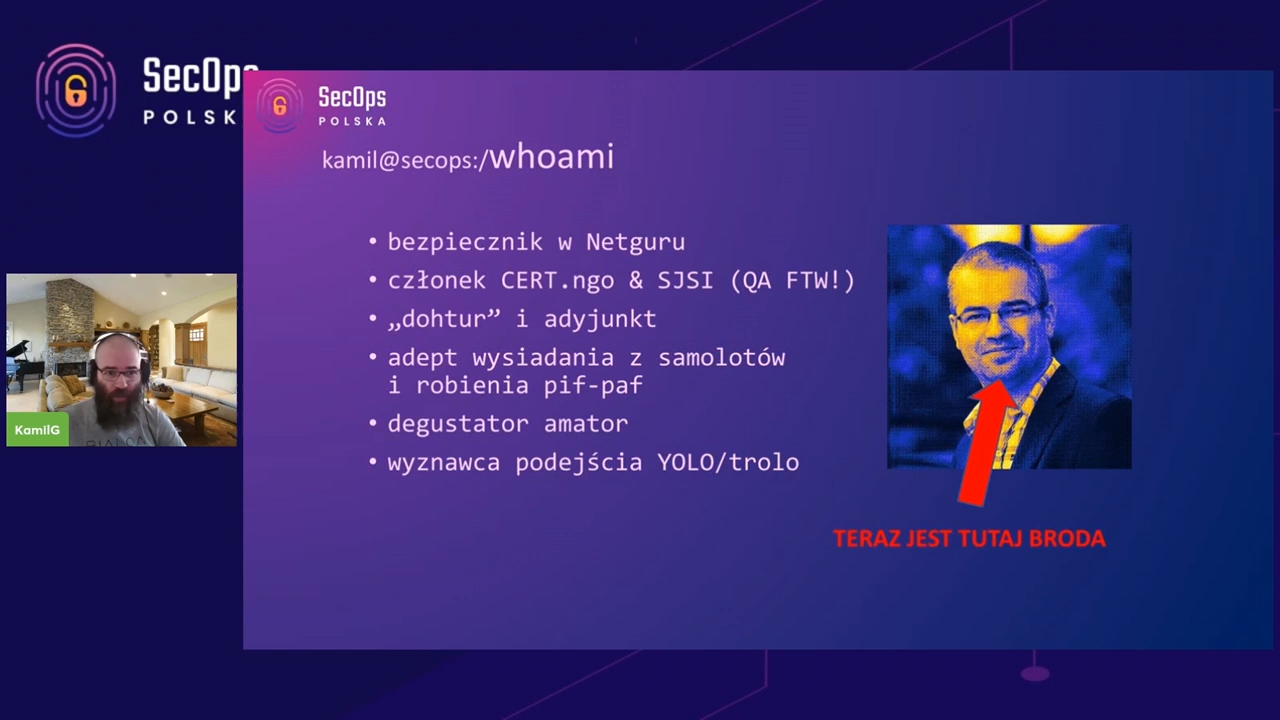 SecOps
POLSK
SecOps
POLSKA
kamil@secops:/whoami
• bezpiecznik w Netguru
• członek CERT.ngo & SJSI (QA FTW!)
• „dohtur” i adyjunkt
• adept wysiadania z samolotów
i robienia pif-paf
• degustator amator
• wyznawca podejścia YOLO/trolo
TERAZ JEST TUTAJ BRODA
KamilG